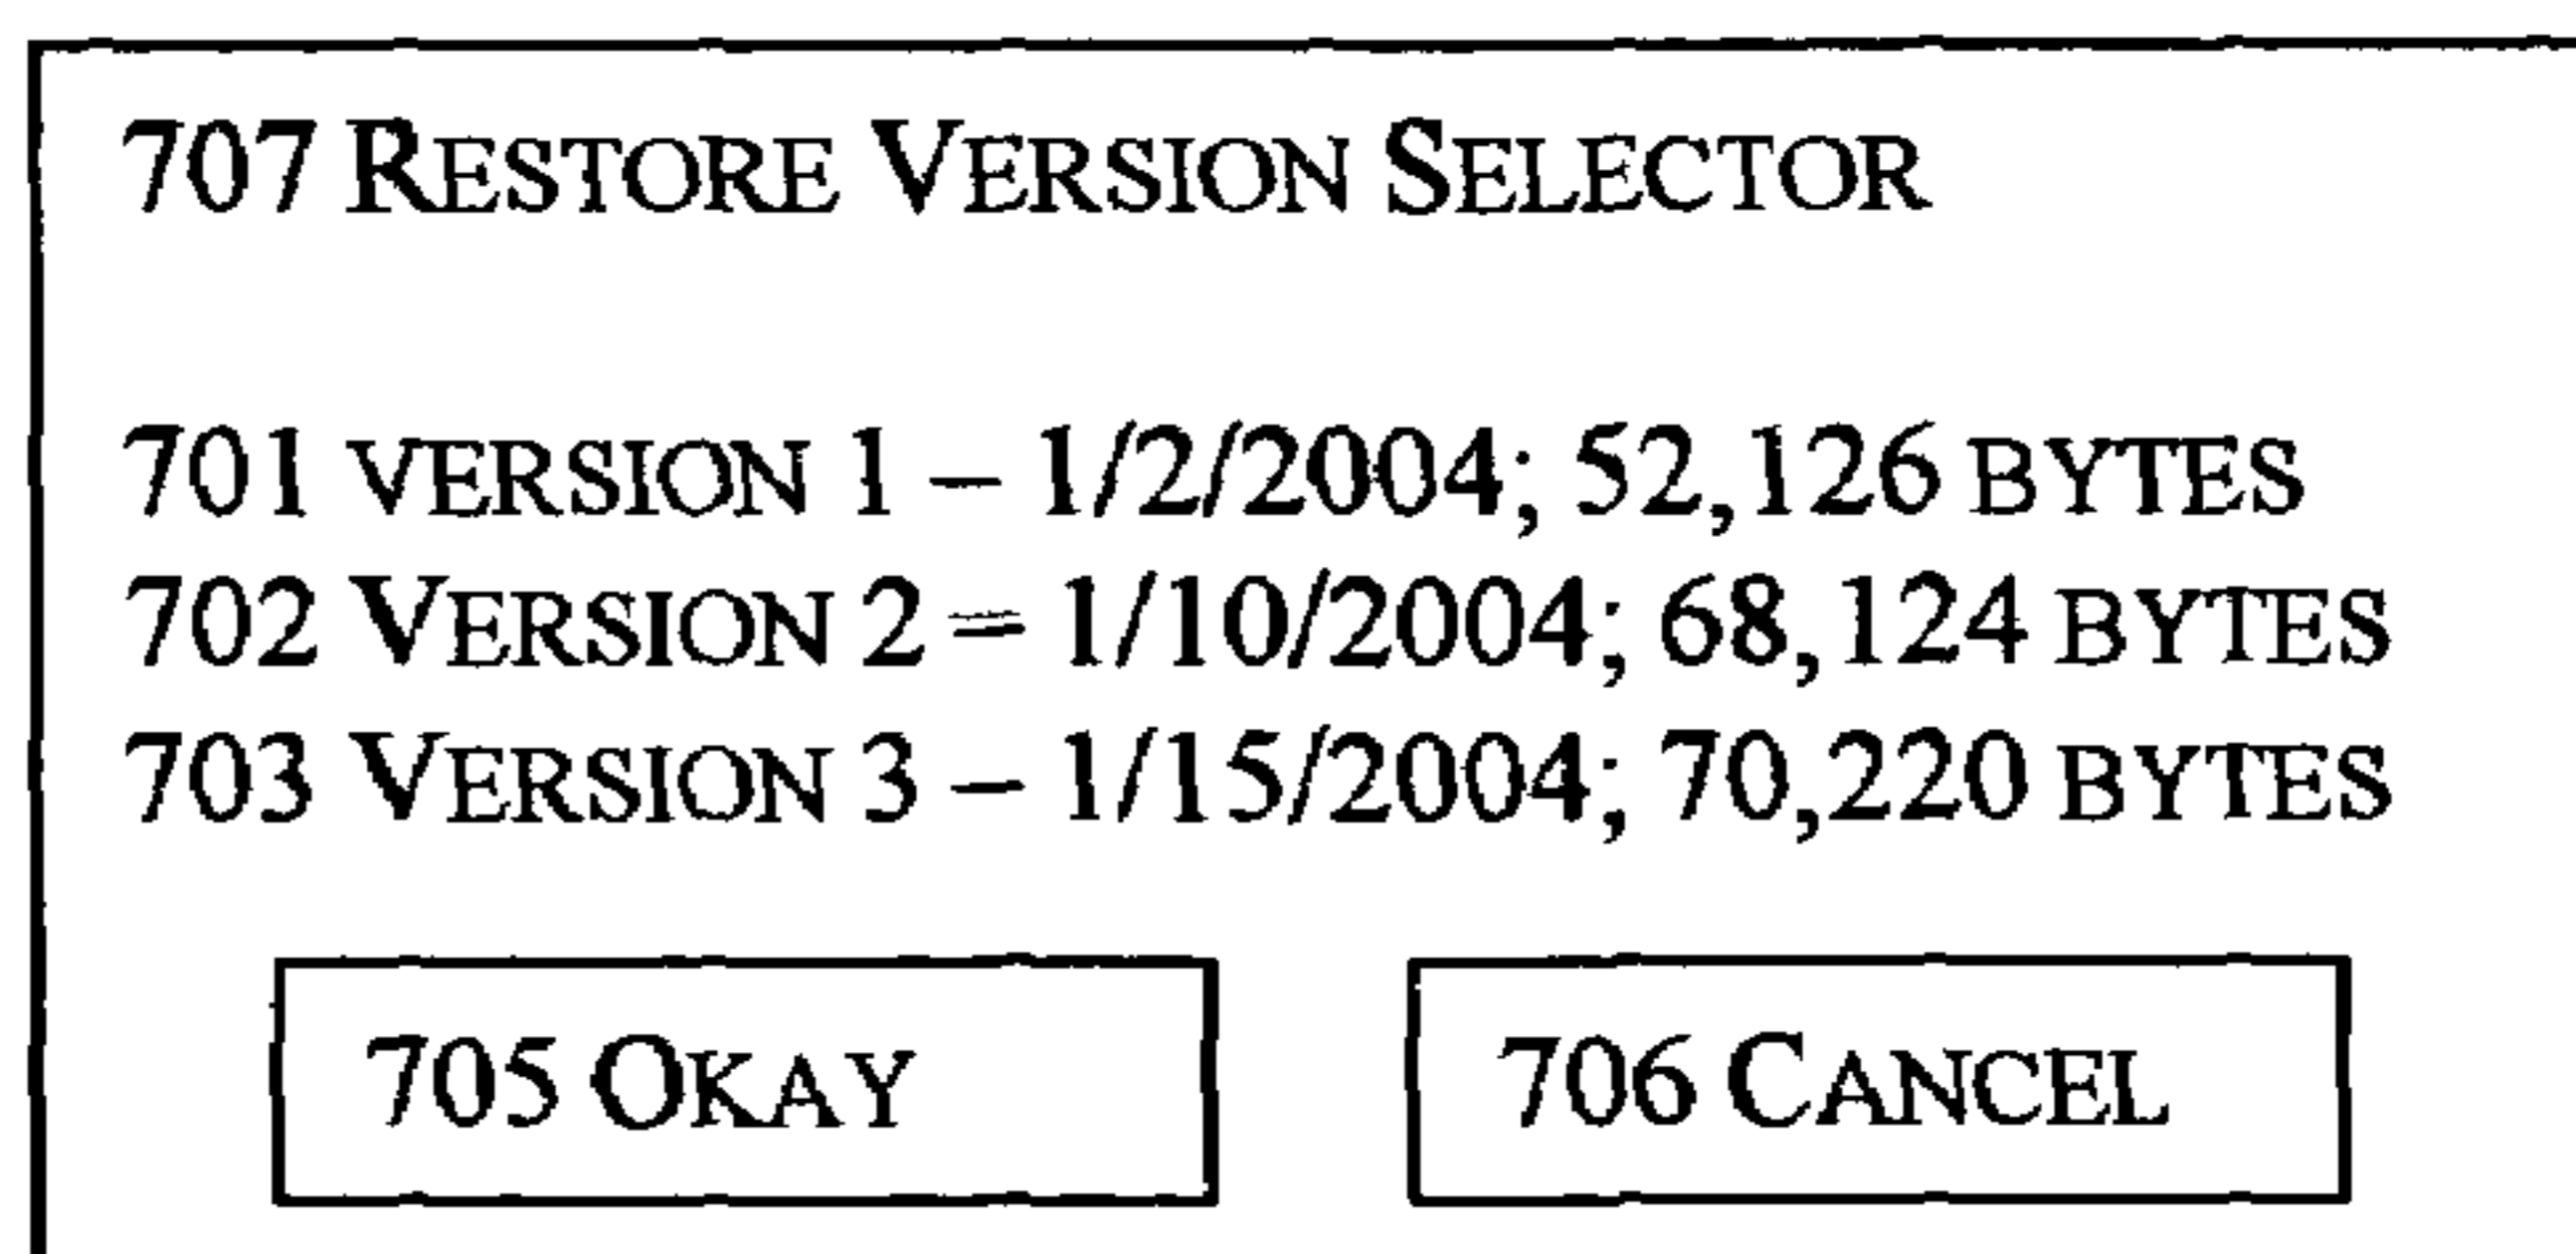 707 RESTORE VERSION SELECTOR
701 VERSION 1 – 1/2/2004; 52,126 BYTES
702 VERSION 2 = 1/10/2004; 68,124 BYTES
703 VERSION 3 – 1/15/2004; 70,220 BYTES
705 OKAY
706 CANCEL